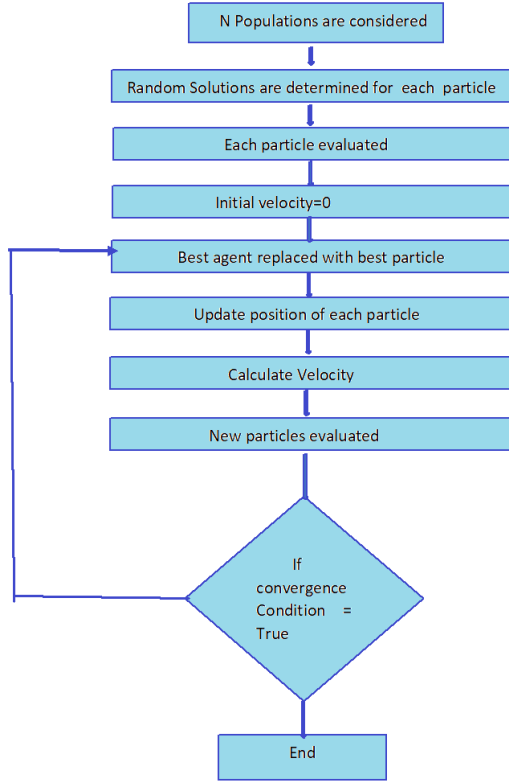 N Populations are considered
Random Solutions are determined for each particle
Each particle evaluated
Initial velocity=0
Best agent replaced with best particle
Update position of each particle
Calculate Velocity
New particles evaluated
If
convergence
Condition =
True
End